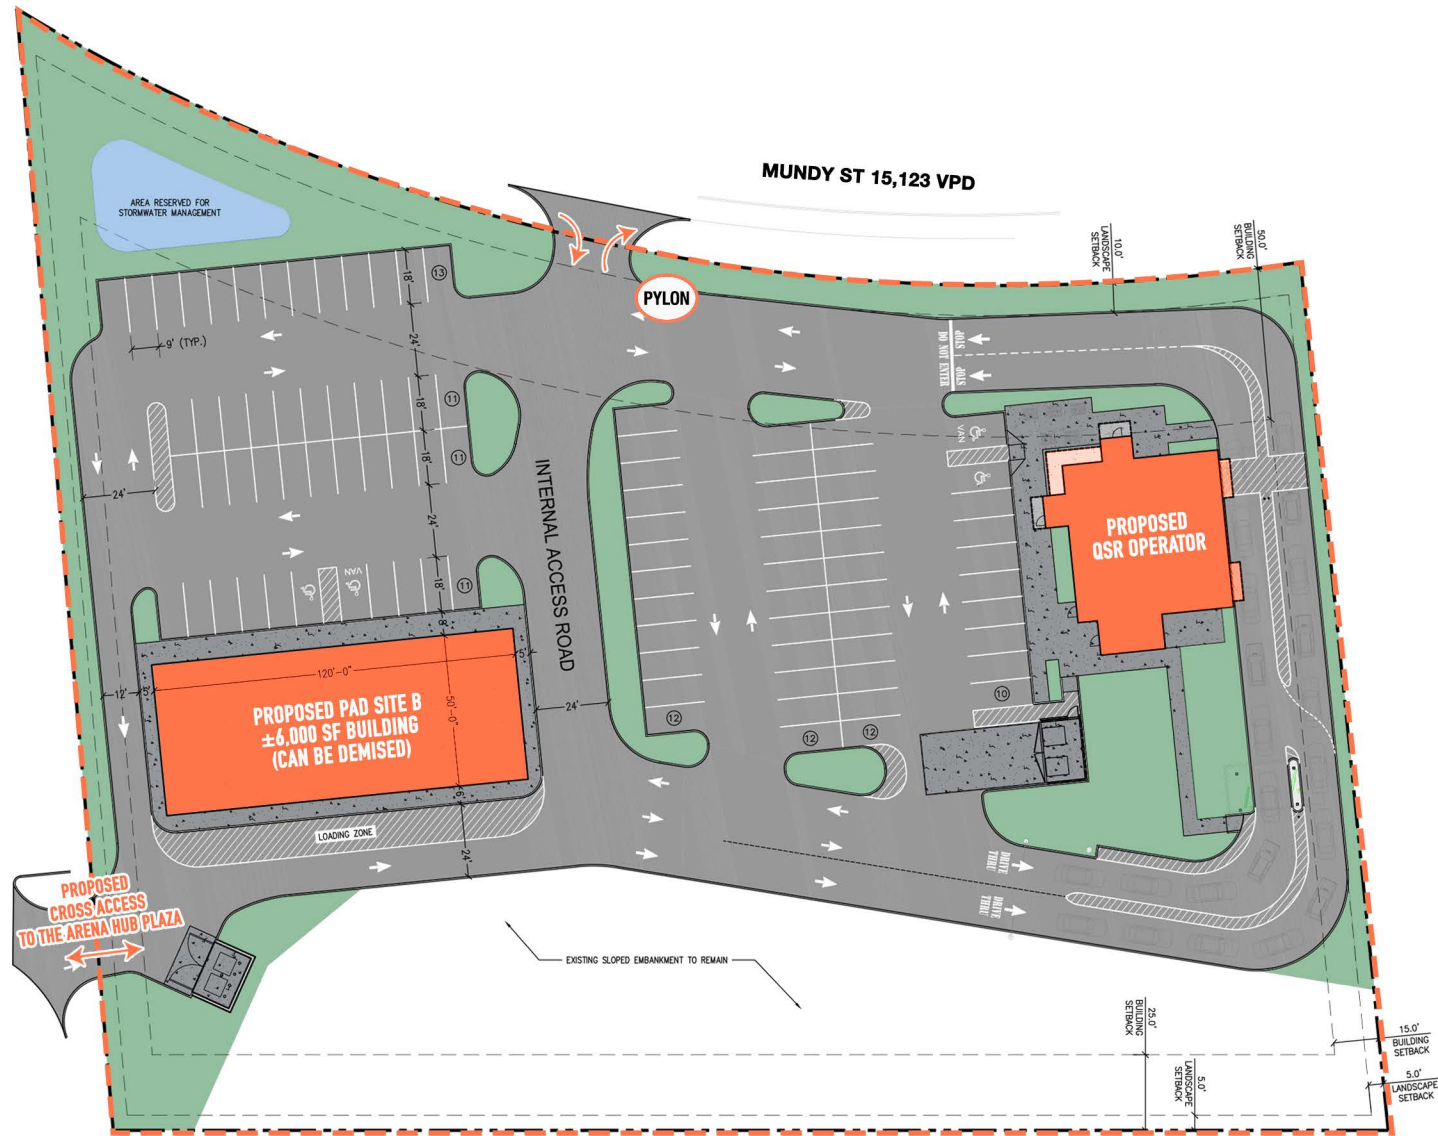 MUNDY ST 15,123 VPD
AREA RESERVED FOR
STORMWATER MANAGEMENT
10.0'
LANDSCAPE
SETBACK
50.0'
BUILDING
SETBACK
PYLON
13
18'
9' (TYP.)
24'
STOP
STOP
DO NOT ENTER
18'
11
18'
11
24'
24'
VAN
INTERNAL ACCESS ROAD
PROPOSED
QSR OPERATOR
VAN
18'
11
8'
120'-0"
5'
12'
5'
50'-0"
24'
PROPOSED PAD SITE B
±6,000 SF BUILDING
(CAN BE DEMISED)
6'
LOADING ZONE
24'
12
12
12
10
DRIVE
THRU
DRIVE
THRU
PROPOSED
CROSS ACCESS
TO THE ARENA HUB PLAZA
EXISTING SLOPED EMBANKMENT TO REMAIN
25.0'
BUILDING
SETBACK
15.0'
BUILDING
SETBACK
5.0'
LANDSCAPE
SETBACK
5.0'
LANDSCAPE
SETBACK